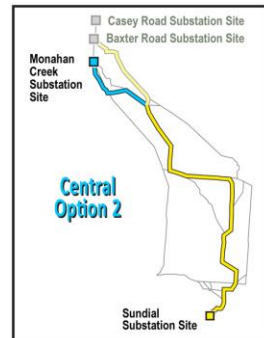 Casey Road Substation Site
Baxter Road Substation Site
Monahan
Creek
Substation
Site
Central
Option 2
Sundial
Substation Site